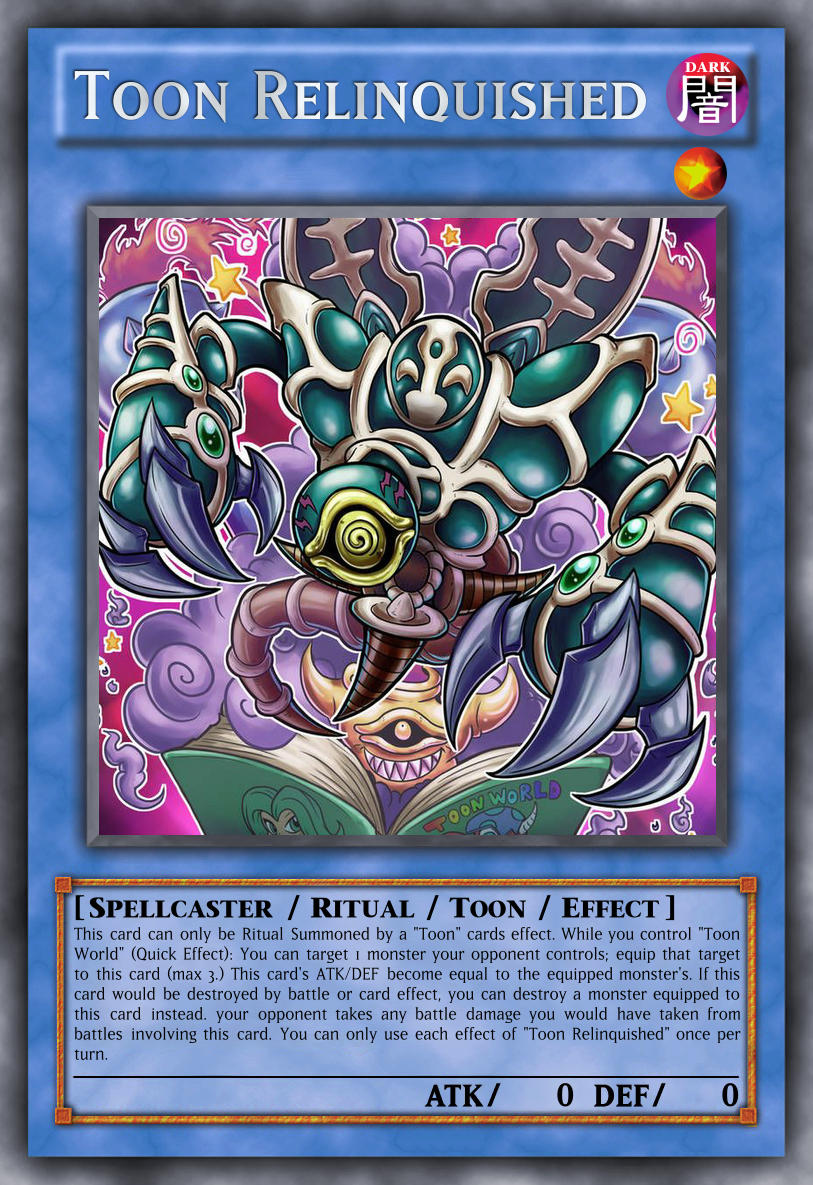 Toon Relinquished
DARK
闇
[ Spellcaster / Ritual / Toon / Effect ]
This card can only be Ritual Summoned by a "Toon" cards effect. While you control "Toon
World" (Quick Effect): You can target 1 monster your opponent controls; equip that target
to this card (max 3.) This card's ATK/DEF become equal to the equipped monster's. If this
card would be destroyed by battle or card effect, you can destroy a monster equipped to
this card instead. your opponent takes any battle damage you would have taken from
battles involving this card. You can only use each effect of "Toon Relinquished" once per
turn.
ATK/ 0 DEF/ 0
TOON WORLD